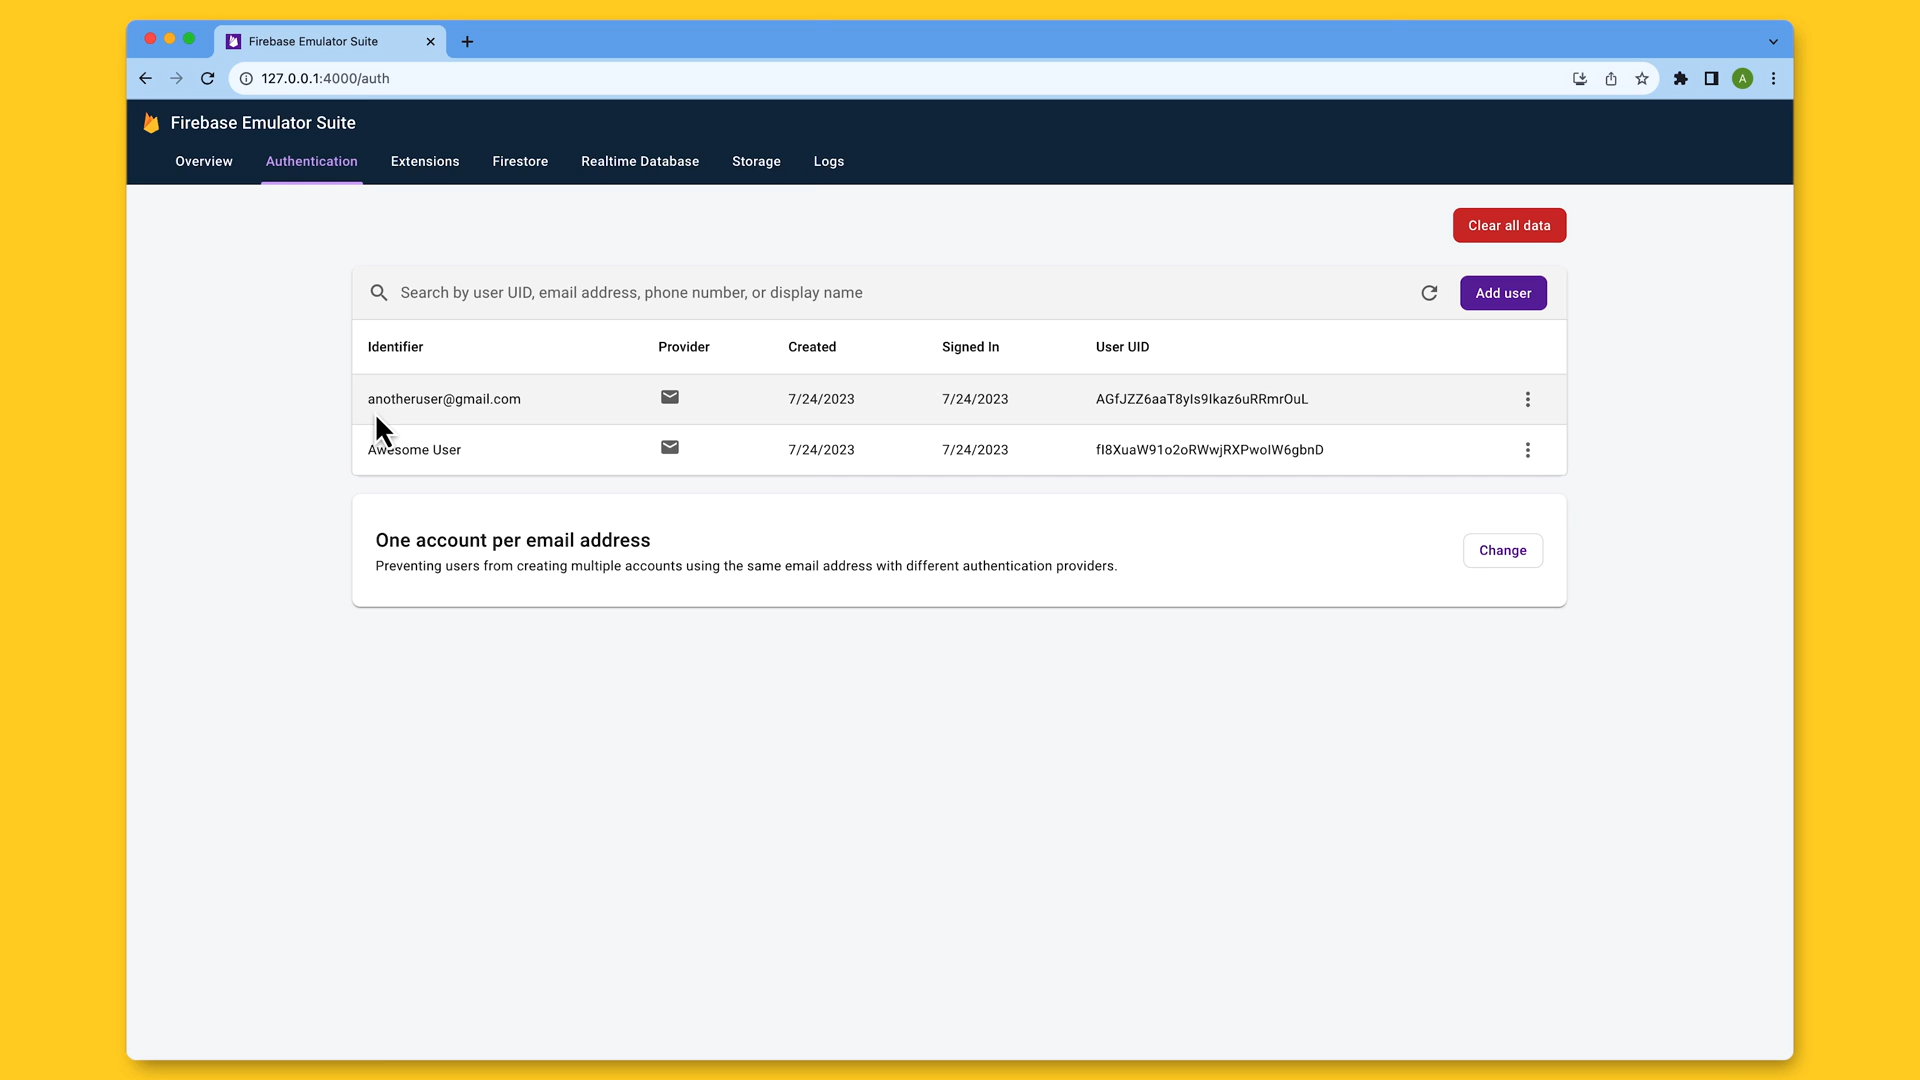 Firebase Emulator Suite
127.0.0.1:4000/auth
A
Firebase Emulator Suite
Overview Authentication Extensions Firestore Realtime Database Storage Logs
Clear all data
Search by user UID, email address, phone number, or display name
Add user
Identifier Provider Created Signed In User UID
anotheruser@gmail.com 7/24/2023 7/24/2023 AGfJZZ6aaT8yIs9Ikaz6uRRmrOuL
Awesome User 7/24/2023 7/24/2023 fI8XuaW91o2oRWwjRXPwoIW6gbnD
One account per email address
Change
Preventing users from creating multiple accounts using the same email address with different authentication providers.